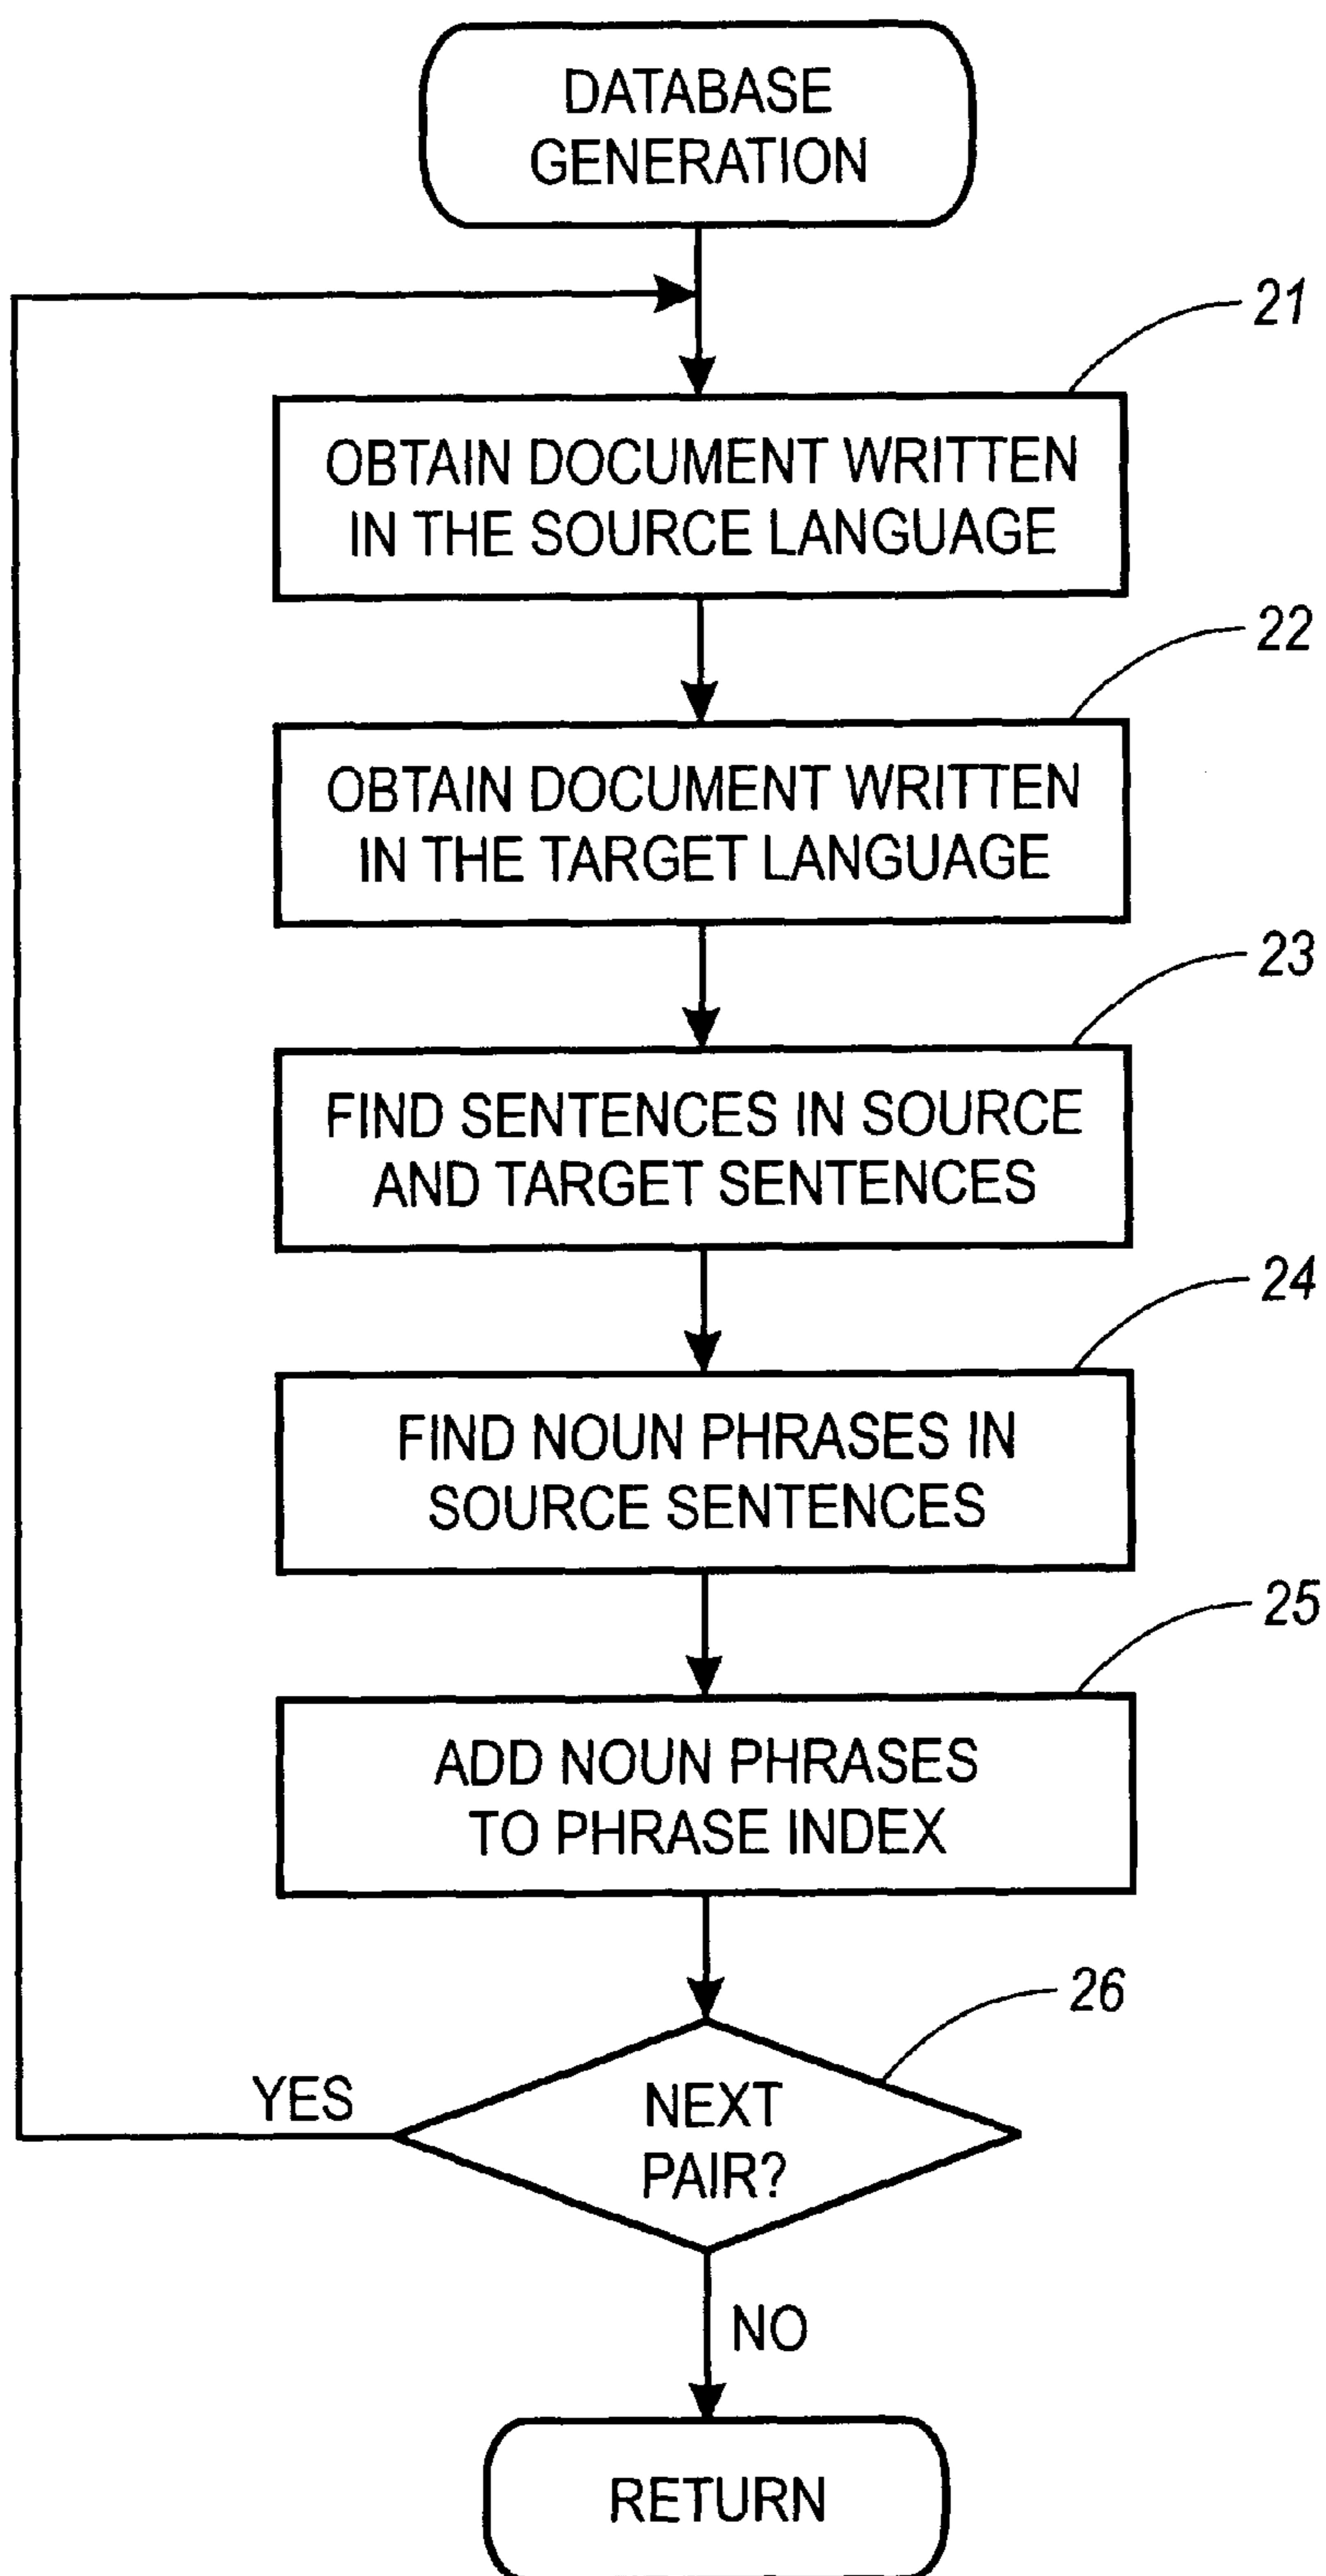 DATABASE
GENERATION
21
OBTAIN DOCUMENT WRITTEN
IN THE SOURCE LANGUAGE
22
OBTAIN DOCUMENT WRITTEN
IN THE TARGET LANGUAGE
23
FIND SENTENCES IN SOURCE
AND TARGET SENTENCES
24
FIND NOUN PHRASES IN
SOURCE SENTENCES
25
ADD NOUN PHRASES
TO PHRASE INDEX
26
YES
NEXT
PAIR?
NO
RETURN